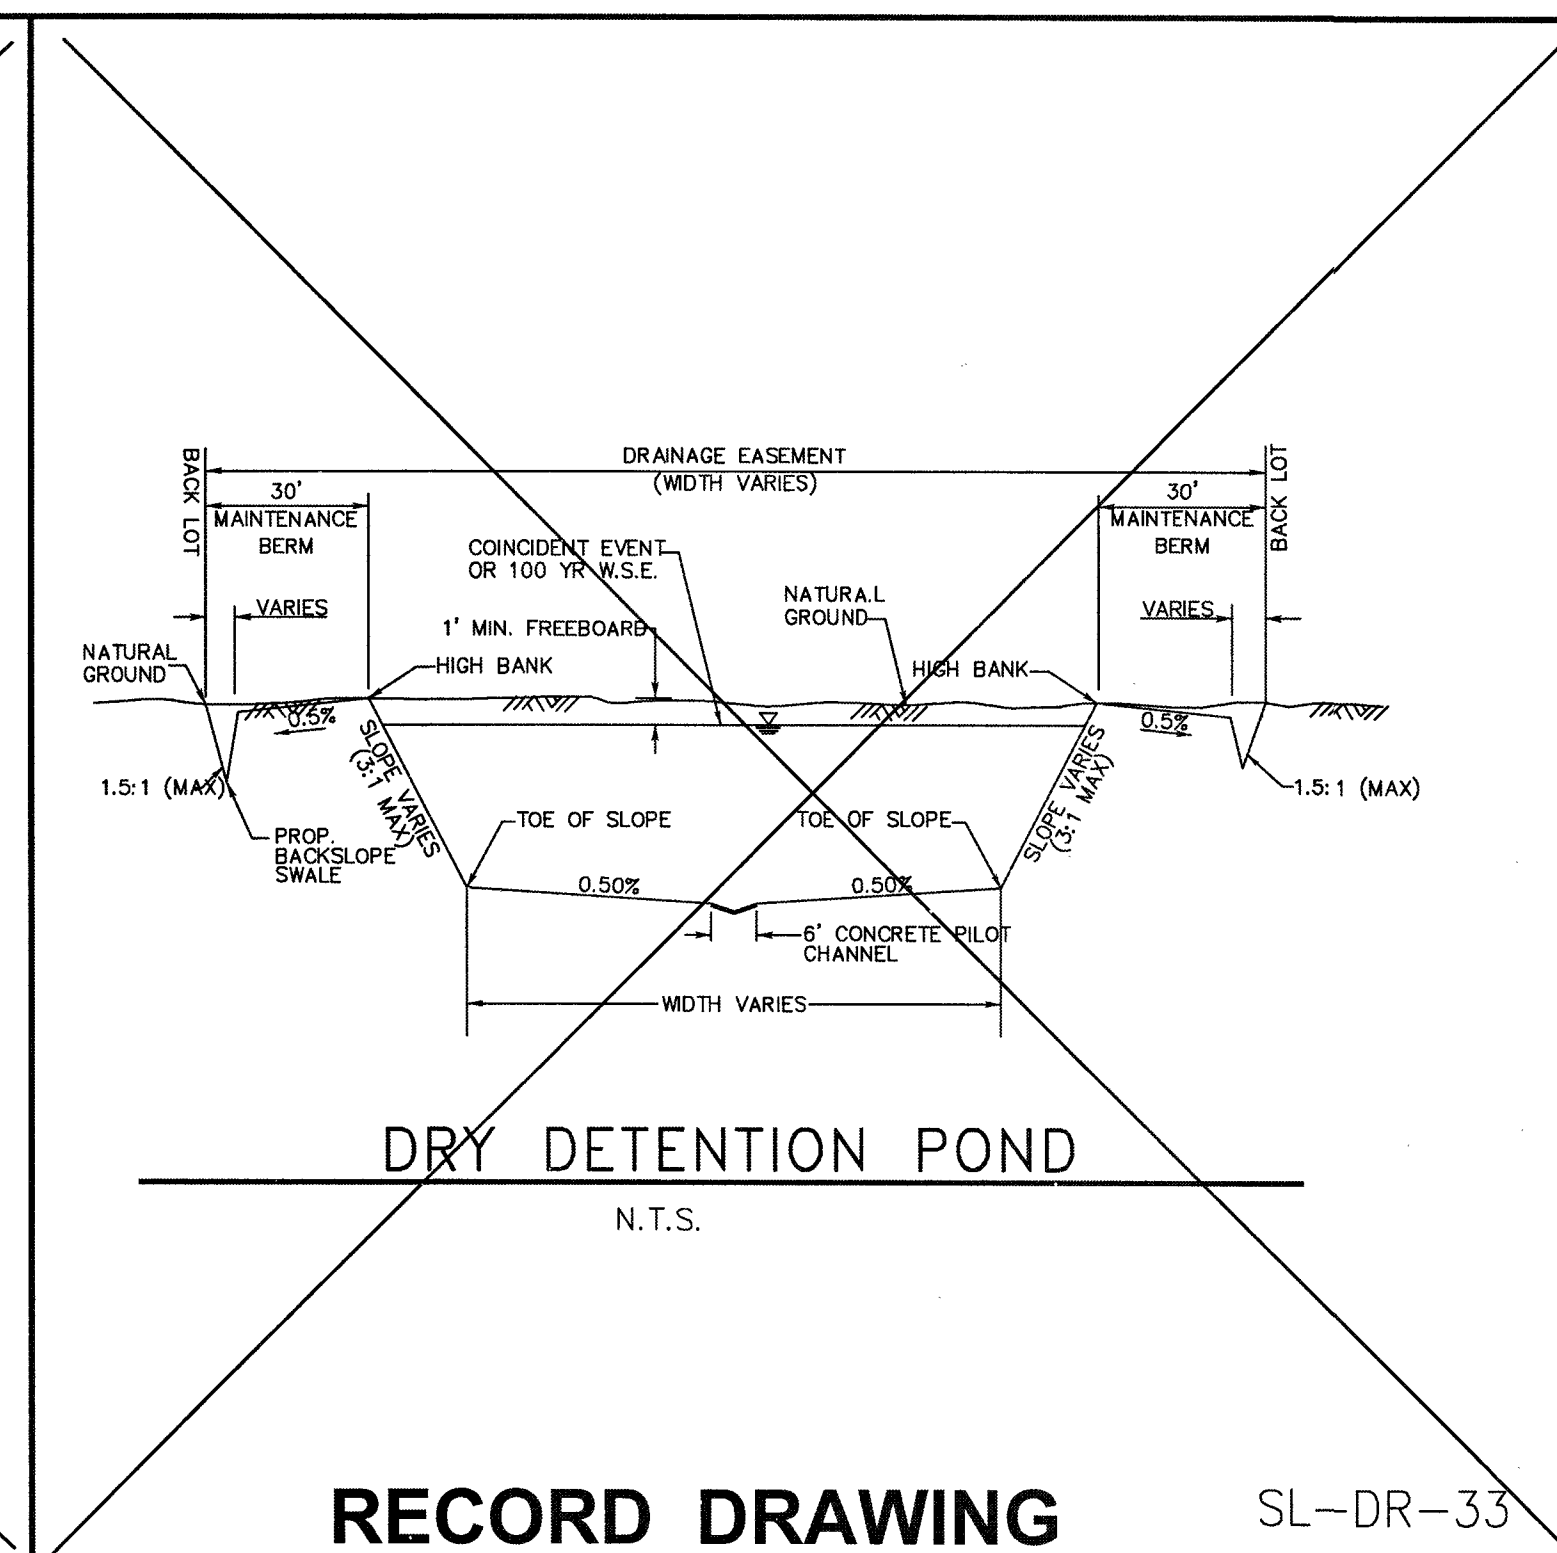 DRAINAGE EASEMENT
(WIDTH VARIES)
BACK LOT
BACK LOT
30'
MAINTENANCE
BERM
30'
MAINTENANCE
BERM
COINCIDENT EVENT
OR 100 YR W.S.E.
NATURA.L
GROUND
VARIES
VARIES
1' MIN. FREEBOARD
NATURAL
GROUND
HIGH BANK
HIGH BANK
0.5%
0.5%
SLOPE VARIES
(3:1 MAX)
SLOPE VARIES
(3:1 MAX)
1.5:1 (MAX)
1.5:1 (MAX)
PROP.
BACKSLOPE
SWALE
TOE OF SLOPE
TOE OF SLOPE
0.50%
0.50%
6' CONCRETE PILOT
CHANNEL
WIDTH VARIES
DRY DETENTION POND
N.T.S.
RECORD DRAWING
SL-DR-33